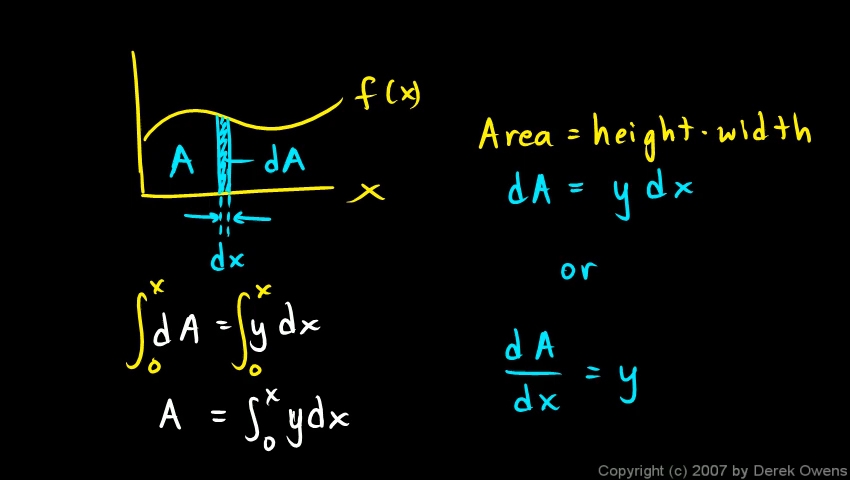 f(x)
A
dA
x
dx
∫₀ˣ dA = ∫₀ˣ y dx
A = ∫₀ˣ ydx
Area = height · width
dA = y dx
or
dA/dx = y
Copyright (c) 2007 by Derek Owens